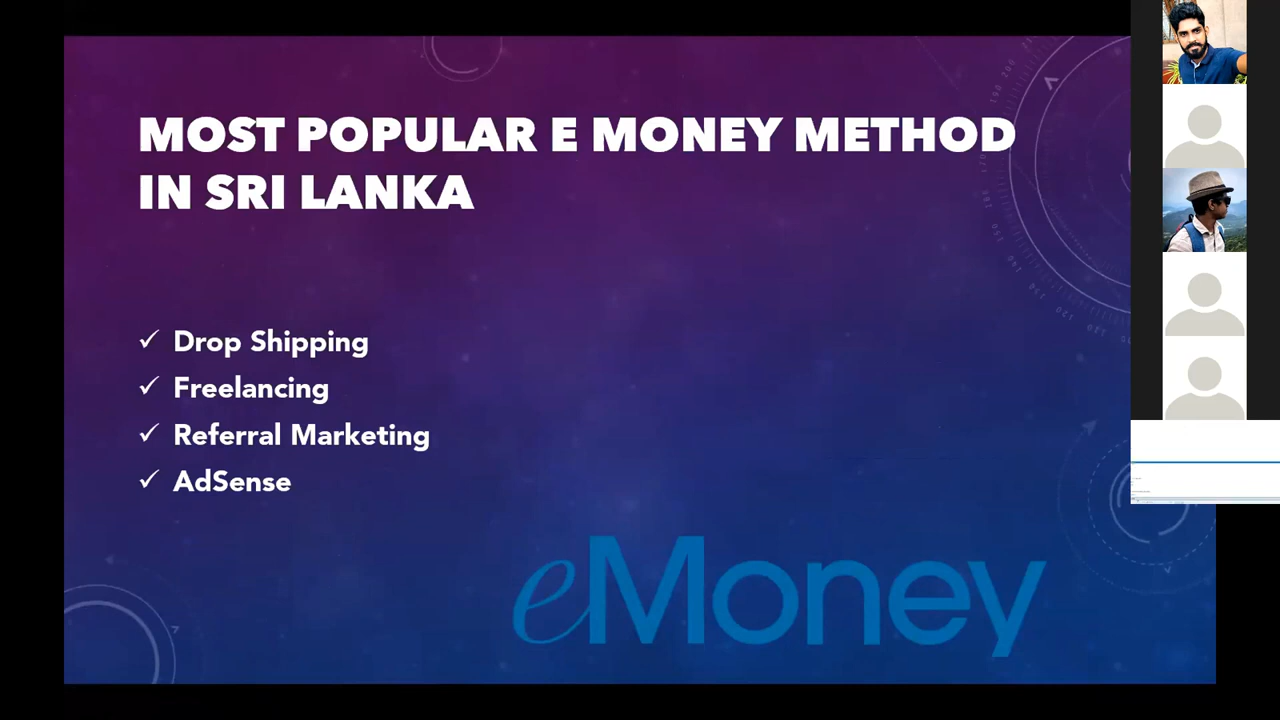 MOST POPULAR E MONEY METHOD
IN SRI LANKA
✓ Drop Shipping
✓ Freelancing
✓ Referral Marketing
✓ AdSense
eMoney